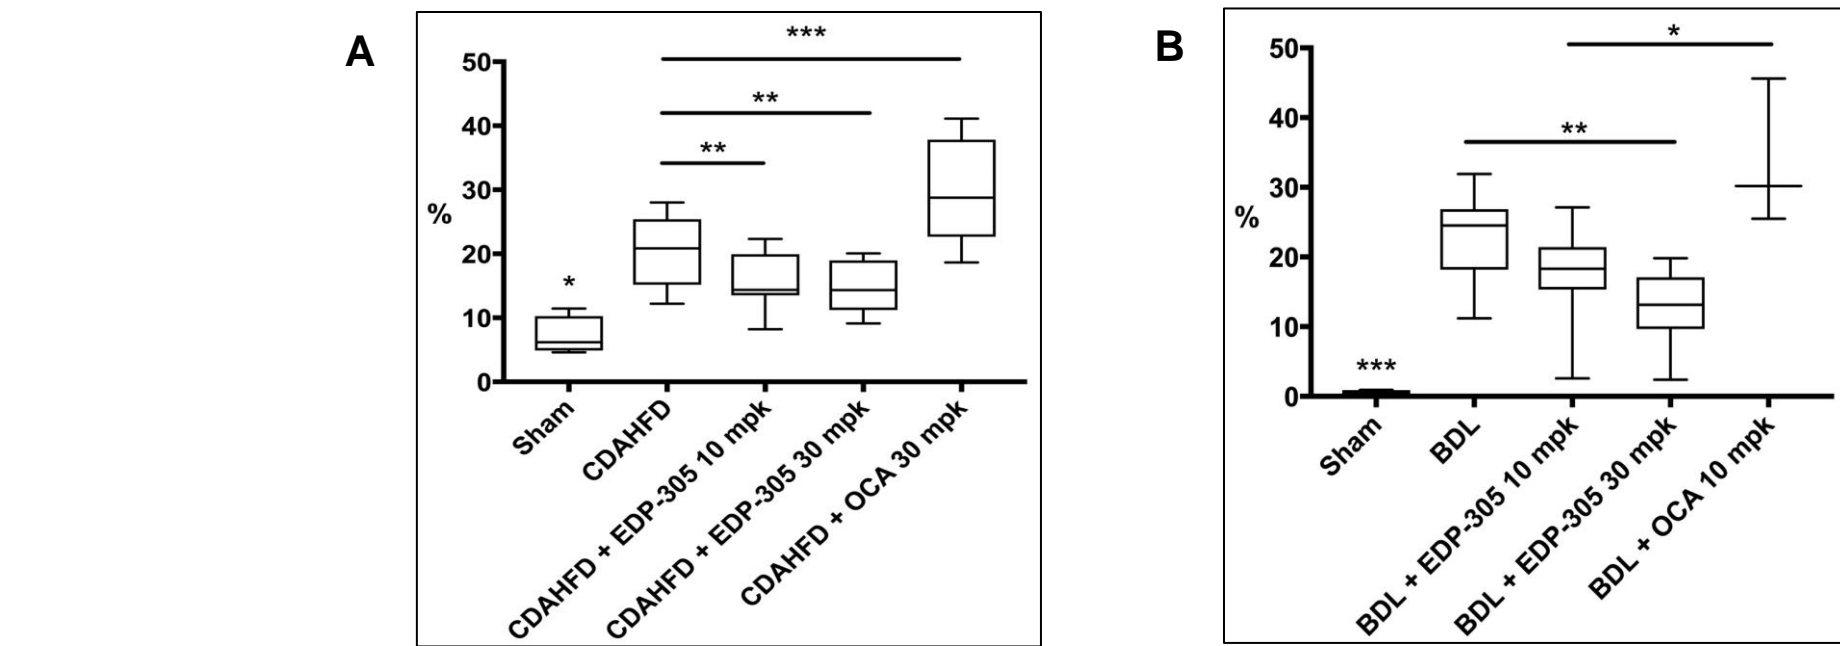 A
***
50
**
40
**
30
%
20
*
10
0
Sham
CDAHFD
CDAHFD + EDP-305 10 mpk
CDAHFD + EDP-305 30 mpk
CDAHFD + OCA 30 mpk
B
*
50
40
**
30
%
20
10
***
0
Sham
BDL
BDL + EDP-305 10 mpk
BDL + EDP-305 30 mpk
BDL + OCA 10 mpk